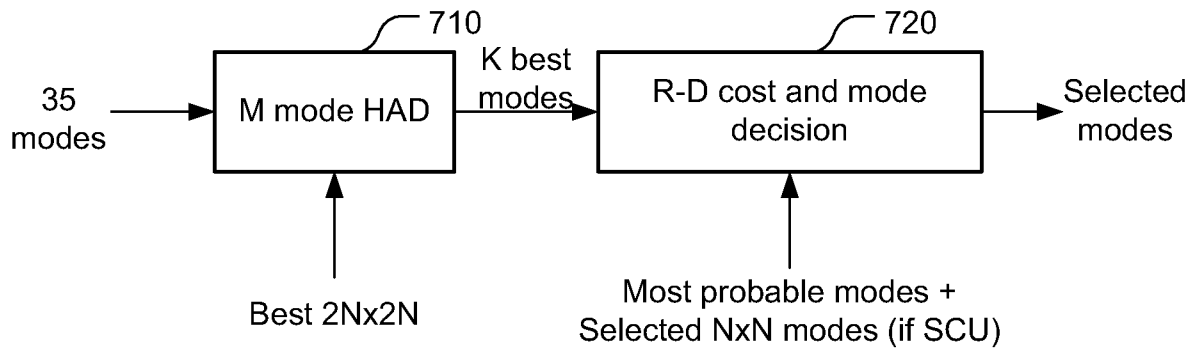 710
720
35
modes
M mode HAD
K best
modes
R-D cost and mode
decision
Selected
modes
Best 2Nx2N
Most probable modes +
Selected NxN modes (if SCU)